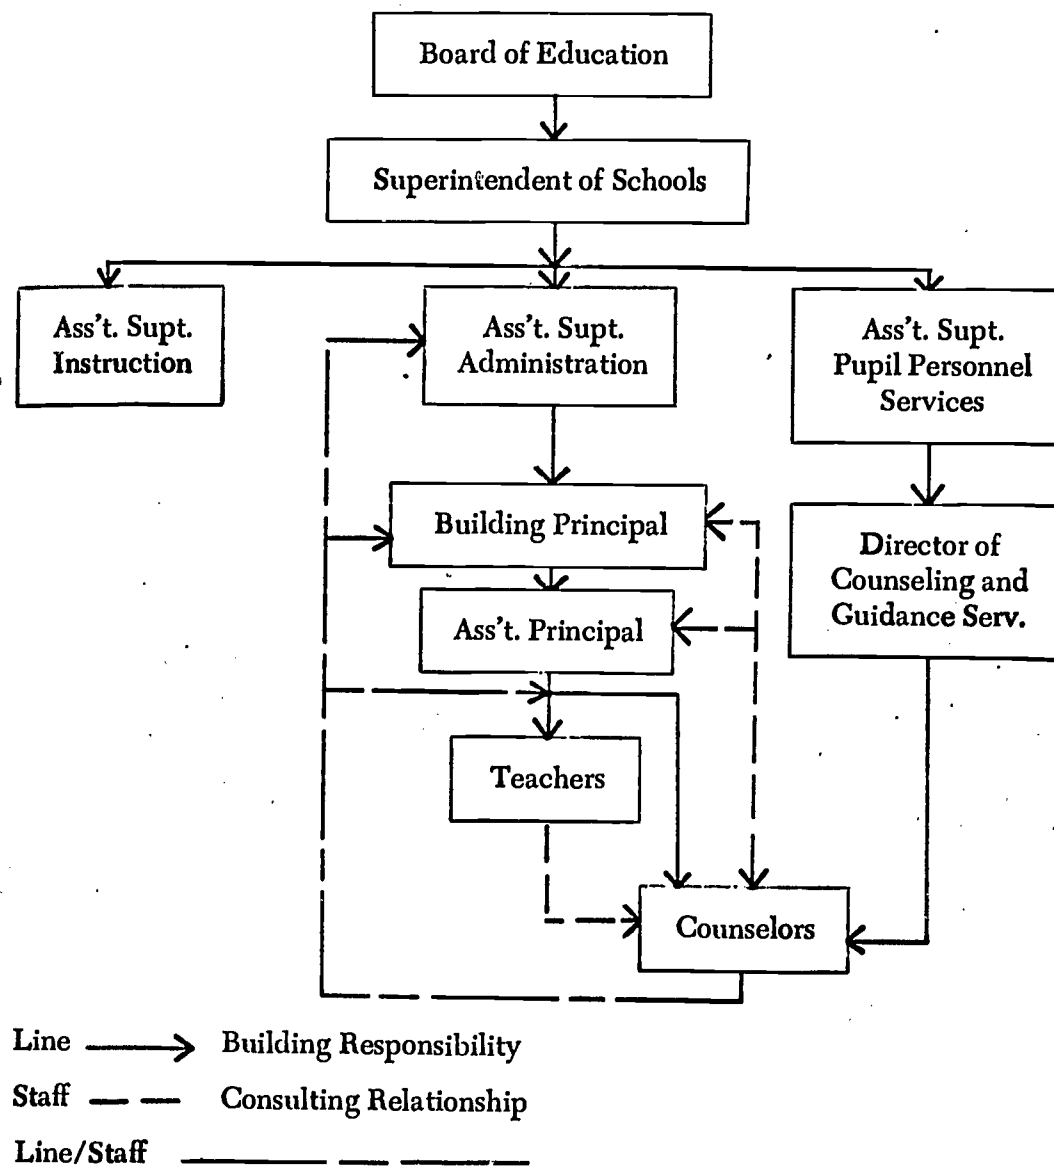 Board of Education
Superintendent of Schools
Ass't. Supt.
Instruction
Ass't. Supt.
Administration
Ass't. Supt.
Pupil Personnel
Services
Building Principal
Director of
Counseling and
Guidance Serv.
Ass't. Principal
Teachers
Counselors
Line Building Responsibility
Staff Consulting Relationship
Line/Staff